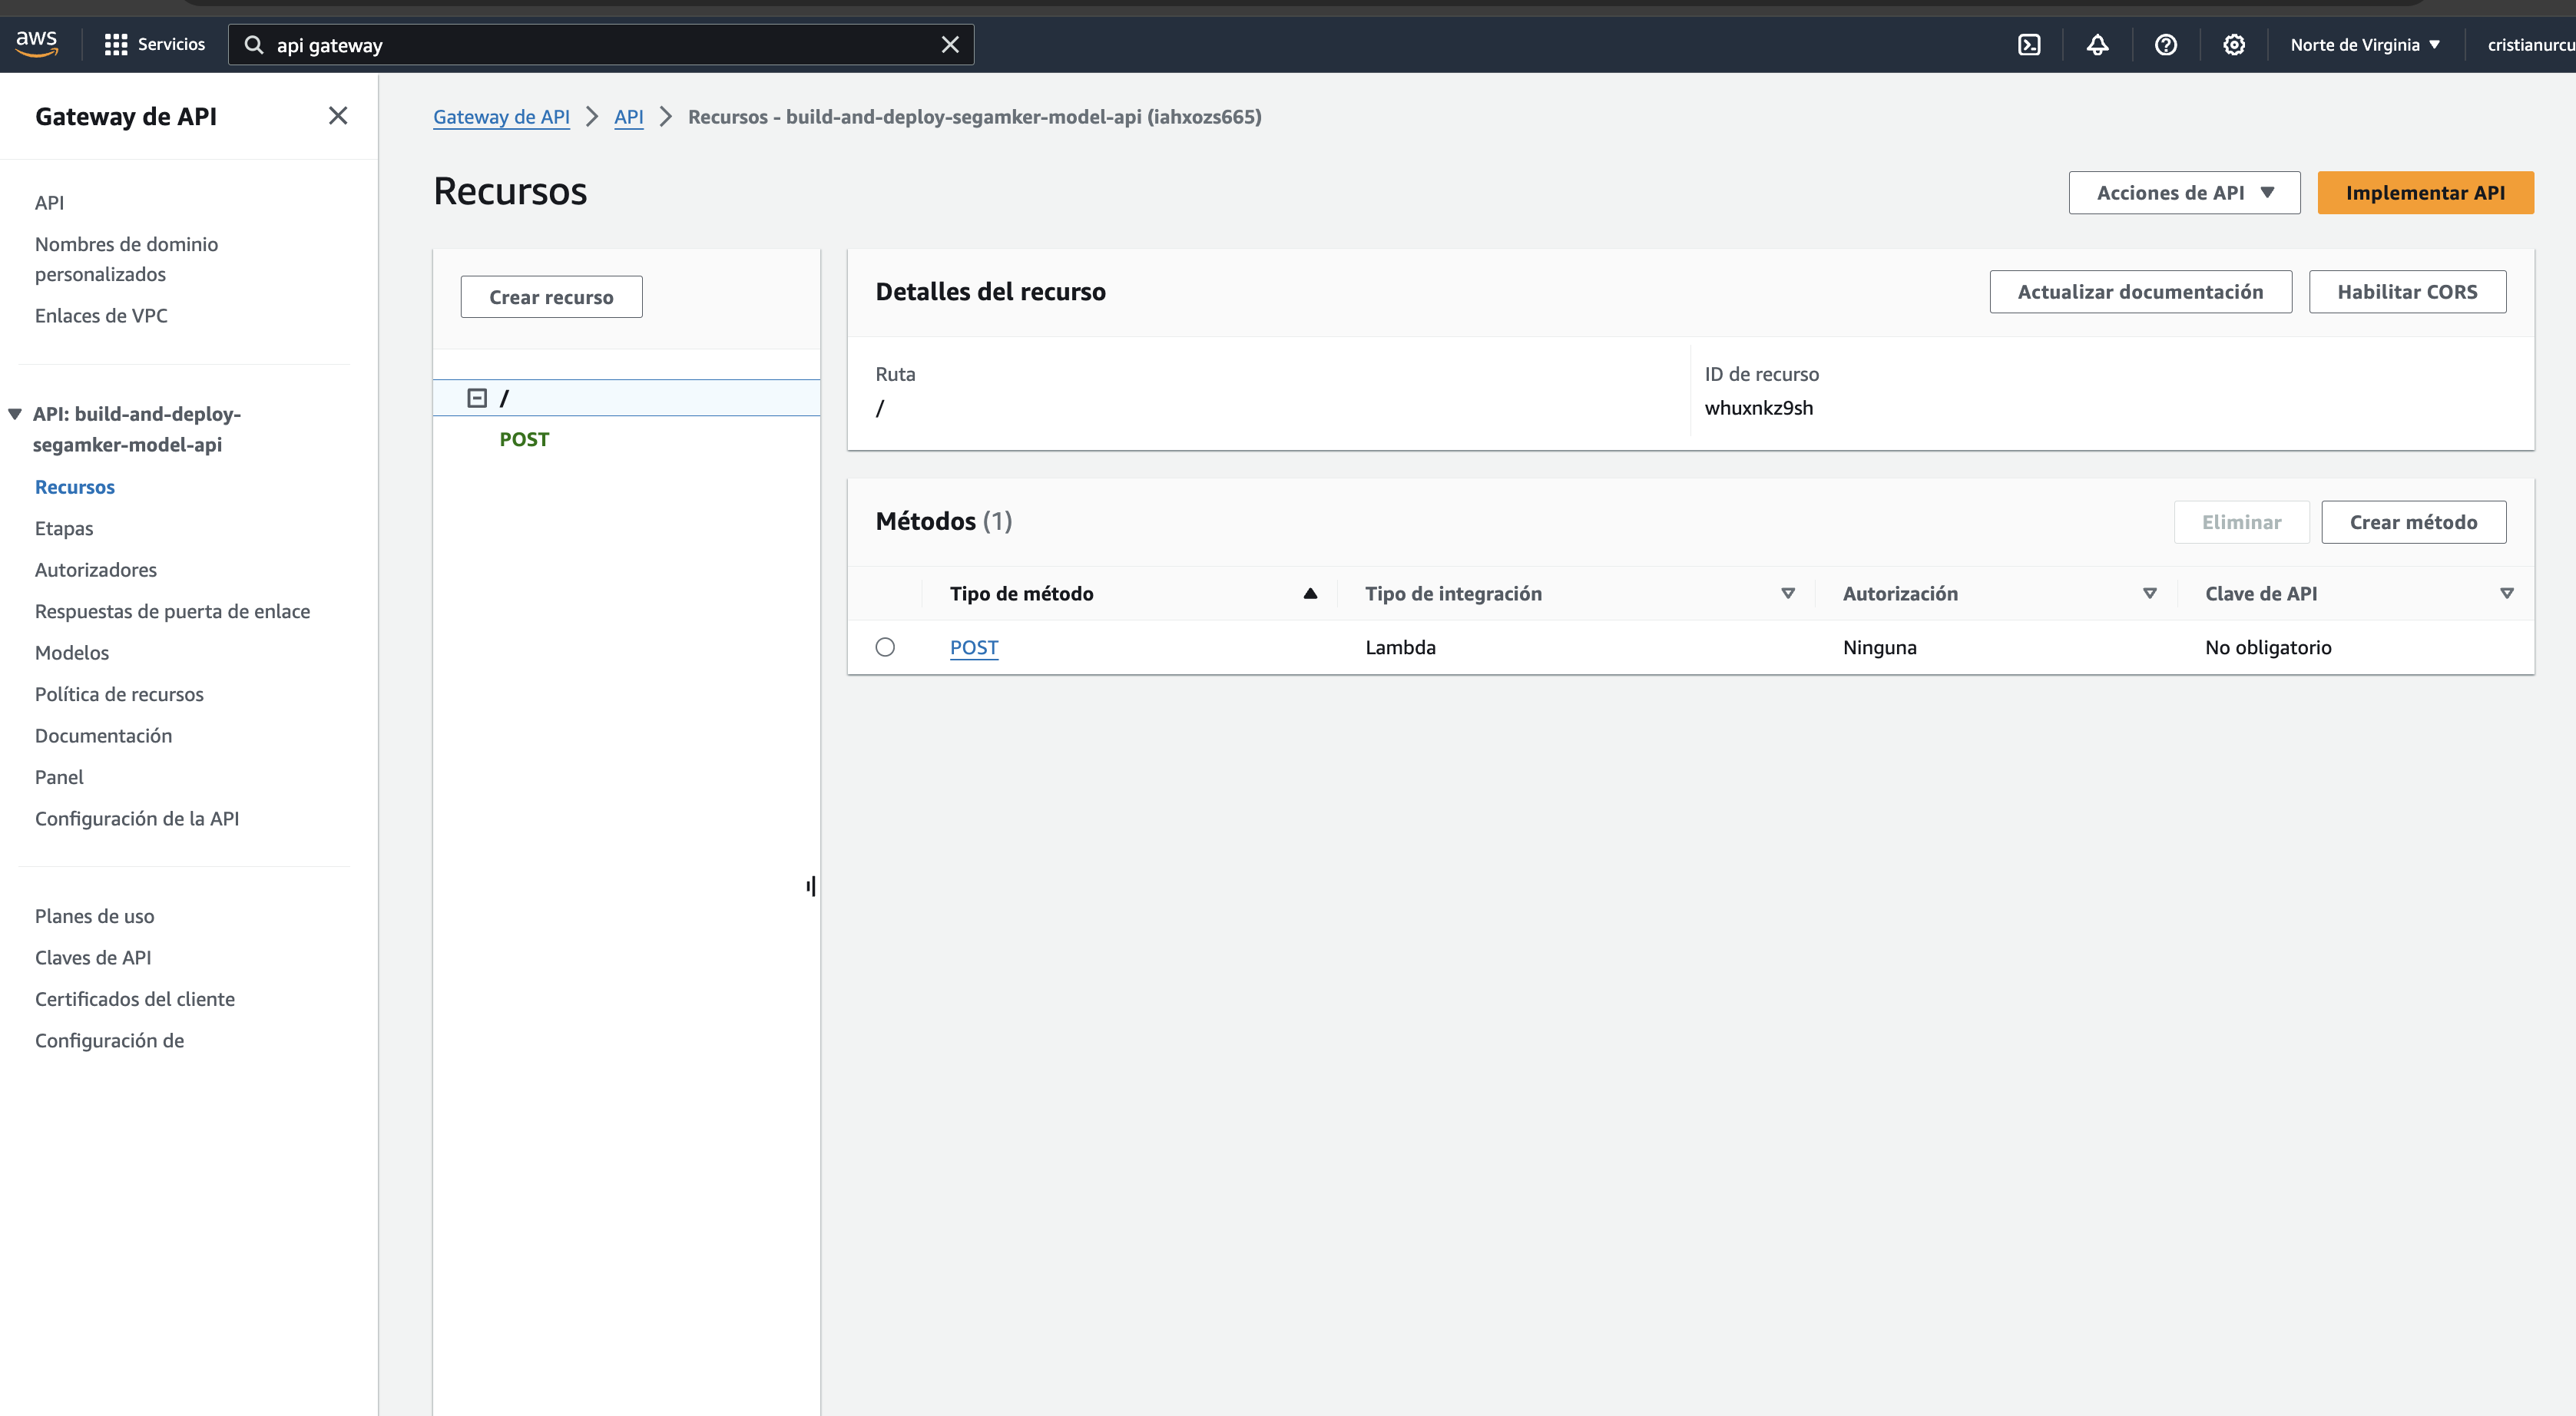 aws
Servicios
api gateway
Norte de Virginia
cristianurcu
Gateway de API
API
Nombres de dominio
personalizados
Enlaces de VPC
API: build-and-deploy-
segamker-model-api
Recursos
Etapas
Autorizadores
Respuestas de puerta de enlace
Modelos
Política de recursos
Documentación
Panel
Configuración de la API
Planes de uso
Claves de API
Certificados del cliente
Configuración de
Gateway de API > API > Recursos - build-and-deploy-segamker-model-api (iahxozs665)
Recursos
Acciones de API
Implementar API
Crear recurso
/
POST
Detalles del recurso
Actualizar documentación
Habilitar CORS
Ruta
/
ID de recurso
whuxnkz9sh
Métodos (1)
Eliminar
Crear método
Tipo de método Tipo de integración Autorización Clave de API
POST Lambda Ninguna No obligatorio